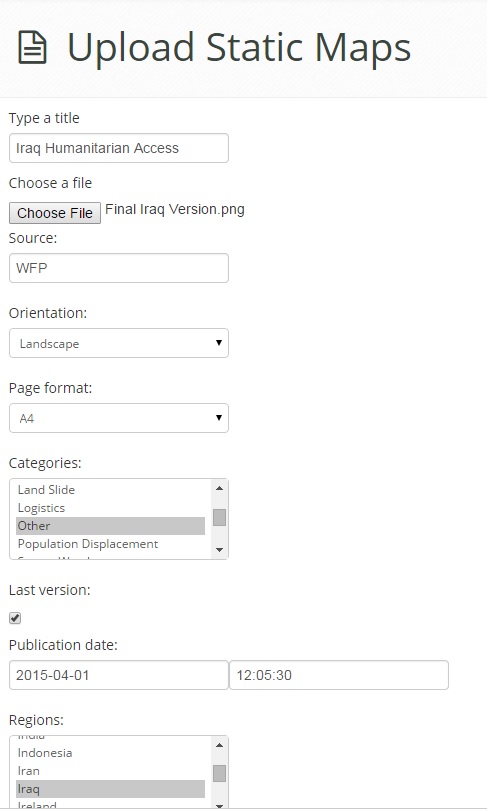 Upload Static Maps
Type a title
Iraq Humanitarian Access
Choose a file
Choose File Final Iraq Version.png
Source:
WFP
Orientation:
Landscape
Page format:
A4
Categories:
Land Slide
Logistics
Other
Population Displacement
Last version:
Publication date:
2015-04-01 12:05:30
Regions:
India
Indonesia
Iran
Iraq
Ireland